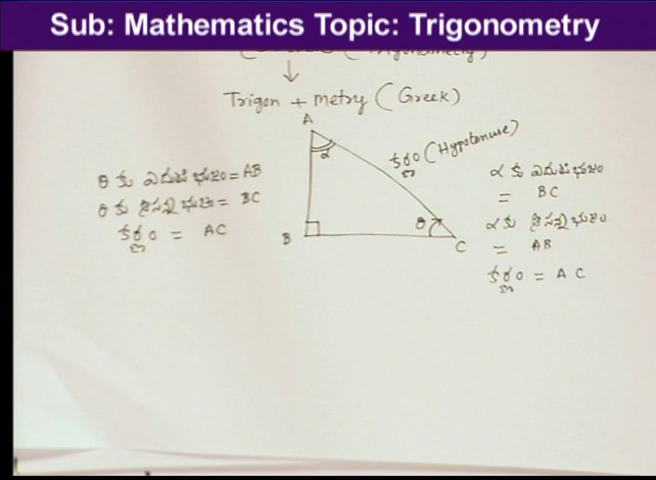 Sub: Mathematics Topic: Trigonometry
Trigon + metry (Greek)
A
α
కర్ణం (Hypotenuse)
θ కు ఎదుటి భుజం = AB
θ కు ఆసన్న భుజం = BC
కర్ణం = AC
B
θ
C
α కు ఎదుటి భుజం
= BC
α కు ఆసన్న భుజం
= AB
కర్ణం = AC